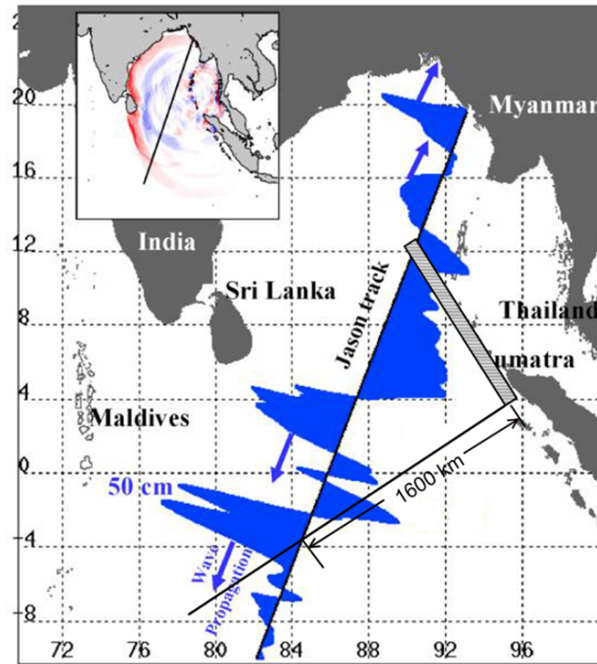 20
Myanmar
16
12
India
Sri Lanka
Jason track
8
Thailand
umatra
4
Maldives
0
50 cm
1600 km
-4
Wave
Propagation
-8
72 76 80 84 88 92 96